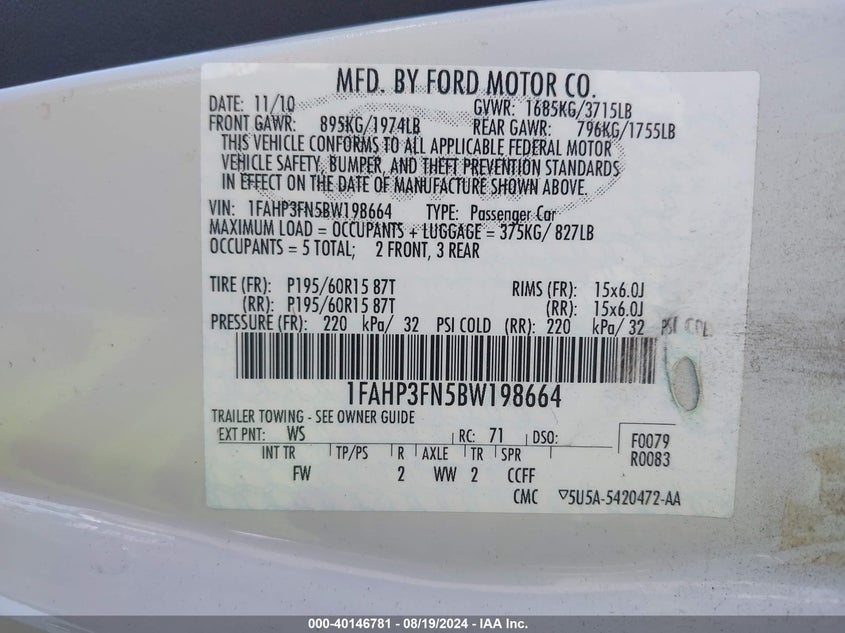 MFD. BY FORD MOTOR CO.
DATE: 11/10 GVWR: 1685KG/3715LB
FRONT GAWR: 895KG/1974LB REAR GAWR: 796KG/1755LB
THIS VEHICLE CONFORMS TO ALL APPLICABLE FEDERAL MOTOR
VEHICLE SAFETY, BUMPER, AND THEFT PREVENTION STANDARDS
IN EFFECT ON THE DATE OF MANUFACTURE SHOWN ABOVE.
VIN: 1FAHP3FN5BW198664 TYPE: Passenger Car
MAXIMUM LOAD = OCCUPANTS + LUGGAGE = 375KG/ 827LB
OCCUPANTS = 5 TOTAL; 2 FRONT, 3 REAR
TIRE (FR): P195/60R15 87T RIMS (FR): 15x6.0J
(RR): P195/60R15 87T (RR): 15x6.0J
PRESSURE (FR): 220 kPa/ 32 PSI COLD (RR): 220 kPa/ 32 PSI COL
1FAHP3FN5BW198664
TRAILER TOWING - SEE OWNER GUIDE
EXT PNT: WS RC: 71 DSO: F0079
INT TR TP/PS R AXLE TR SPR R0083
FW 2 WW 2 CCFF
CMC ▽5U5A-5420472-AA
000-40146781 - 08/19/2024 - IAA Inc.